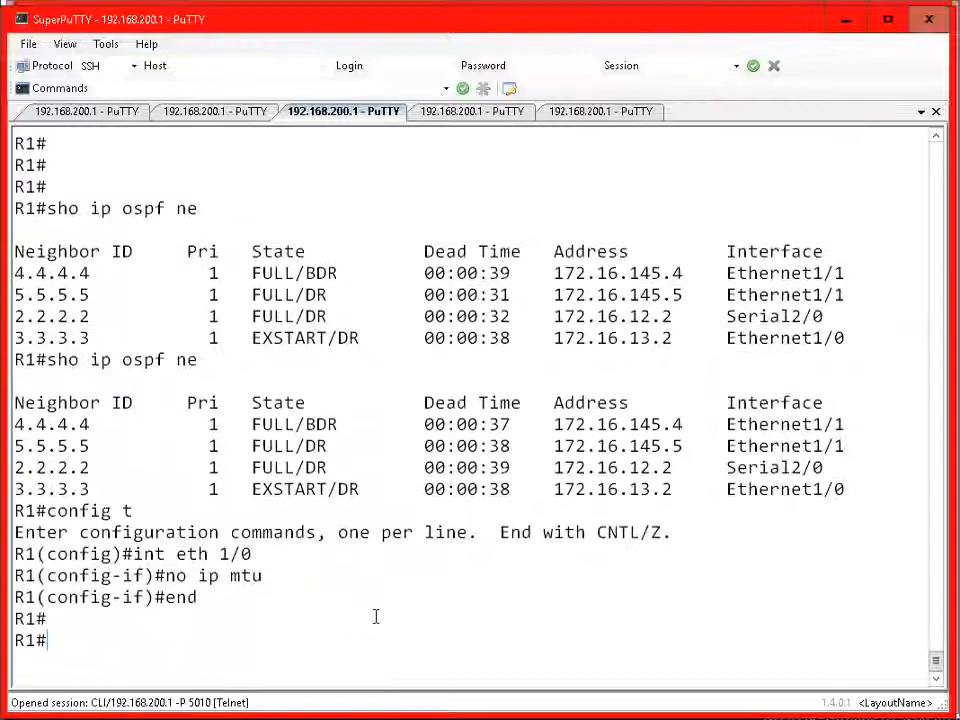 SuperPuTTY - 192.168.200.1 - PuTTY
File View Tools Help
Protocol SSH Host Login Password Session
Commands
192.168.200.1 - PuTTY 192.168.200.1 - PuTTY 192.168.200.1 - PuTTY 192.168.200.1 - PuTTY 192.168.200.1 - PuTTY
R1#
R1#
R1#
R1#sho ip ospf ne
Neighbor ID Pri State Dead Time Address Interface
4.4.4.4 1 FULL/BDR 00:00:39 172.16.145.4 Ethernet1/1
5.5.5.5 1 FULL/DR 00:00:31 172.16.145.5 Ethernet1/1
2.2.2.2 1 FULL/DR 00:00:32 172.16.12.2 Serial2/0
3.3.3.3 1 EXSTART/DR 00:00:38 172.16.13.2 Ethernet1/0
R1#sho ip ospf ne
Neighbor ID Pri State Dead Time Address Interface
4.4.4.4 1 FULL/BDR 00:00:37 172.16.145.4 Ethernet1/1
5.5.5.5 1 FULL/DR 00:00:38 172.16.145.5 Ethernet1/1
2.2.2.2 1 FULL/DR 00:00:39 172.16.12.2 Serial2/0
3.3.3.3 1 EXSTART/DR 00:00:38 172.16.13.2 Ethernet1/0
R1#config t
Enter configuration commands, one per line. End with CNTL/Z.
R1(config)#int eth 1/0
R1(config-if)#no ip mtu
R1(config-if)#end
R1#
R1#
Opened session: CLI/192.168.200.1 -P 5010 [Telnet] 1.4.0.1 <LayoutName>